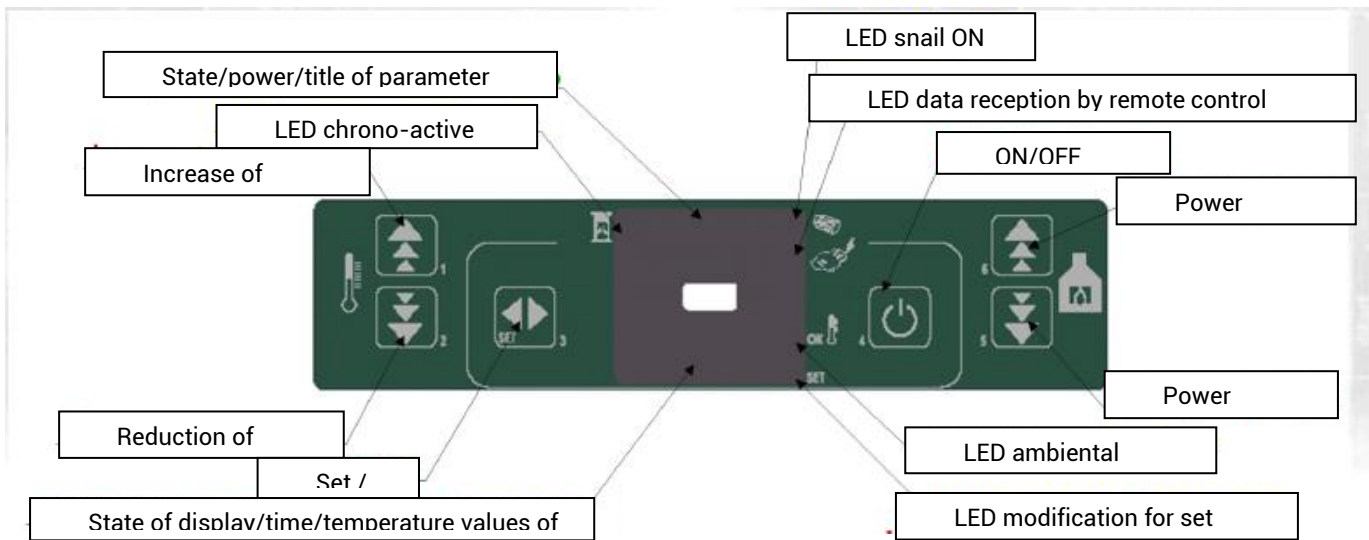 LED snail ON
State/power/title of parameter
LED data reception by remote control
LED chrono-active
ON/OFF
Increase of
Power
1
6
2
SET 3
OK
4
5
SET
Power
Reduction of
LED ambiental
Set /
State of display/time/temperature values of
LED modification for set